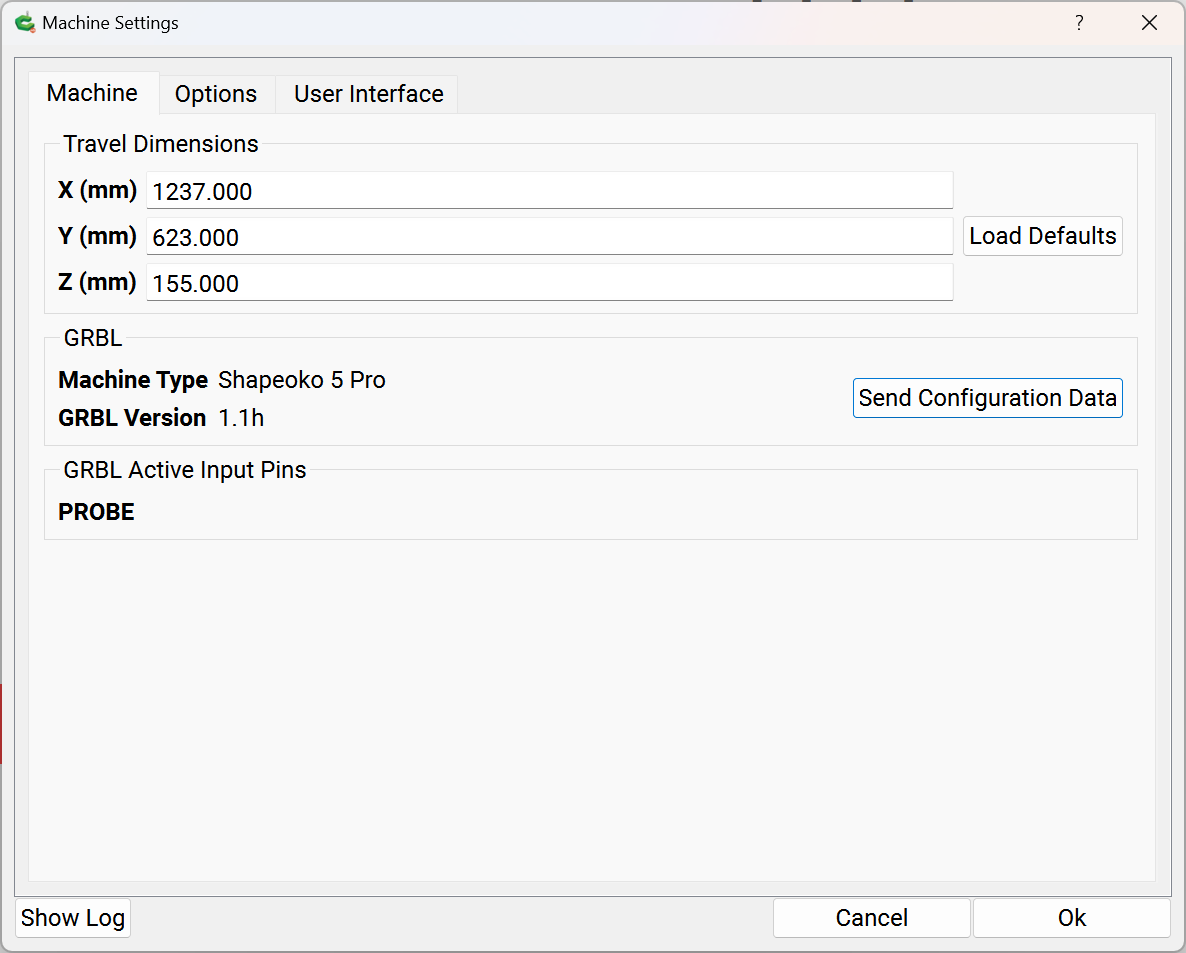 Machine Settings ?
Machine Options User Interface
Travel Dimensions
X (mm) 1237.000
Y (mm) 623.000 Load Defaults
Z (mm) 155.000
GRBL
Machine Type Shapeoko 5 Pro
Send Configuration Data
GRBL Version 1.1h
GRBL Active Input Pins
PROBE
Show Log Cancel Ok